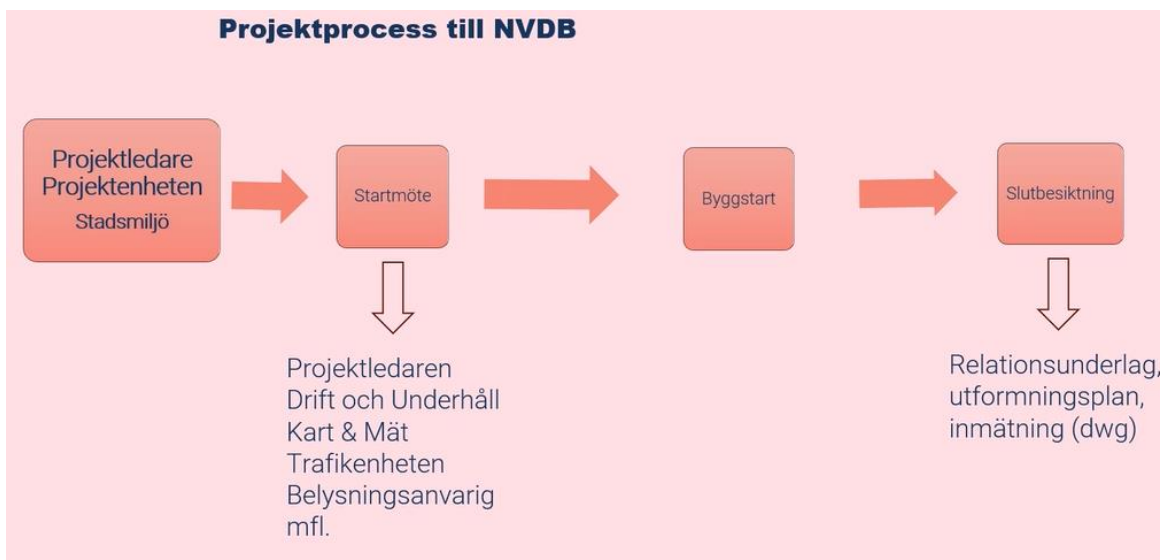 Projektprocess till NVDB
Projektledare
Projektenheten
Stadsmiljö
Startmöte
Byggstart
Slutbesiktning
Projektledaren
Drift och Underhåll
Kart & Mät
Trafikenheten
Belysningsanvarig
mfl.
Relationsunderlag,
utformningsplan,
inmätning (dwg)